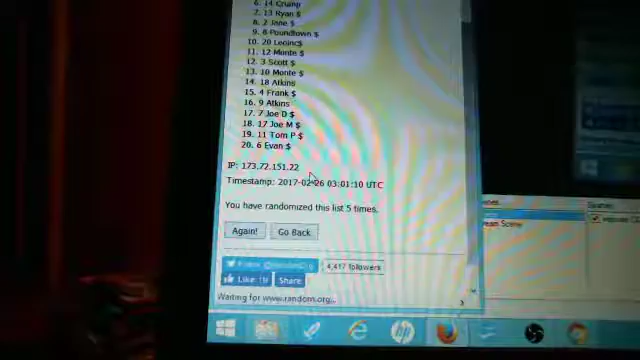 6. 14 Crump
7. 13 Ryan $
8. 2 Jane $
9. 8 Poundtown $
10. 20 Leoinc$
11. 12 Monte $
12. 3 Scott $
13. 10 Monte $
14. 18 Atkins
15. 4 Frank $
16. 9 Atkins
17. 7 Joe D $
18. 17 Joe M $
19. 11 Tom P $
20. 6 Evan $
IP: 173.72.151.22
Timestamp: 2017-02-26 03:01:10 UTC
You have randomized this list 5 times.
Again! Go Back
4,417 followers
Like Share
Waiting for www.random.org...
Scene